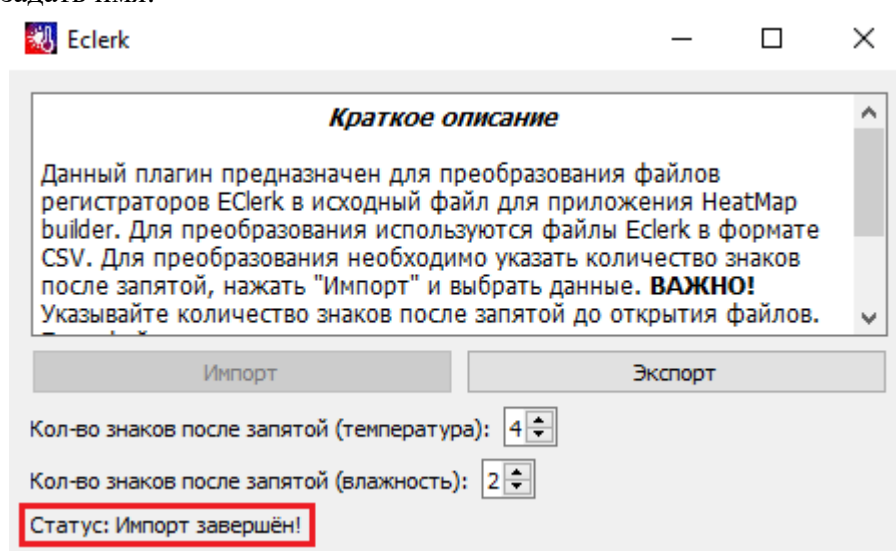 задать имя.
Eclerk
Краткое описание
Данный плагин предназначен для преобразования файлов
регистраторов EClerk в исходный файл для приложения HeatMap
builder. Для преобразования используются файлы Eclerk в формате
CSV. Для преобразования необходимо указать количество знаков
после запятой, нажать "Импорт" и выбрать данные. ВАЖНО!
Указывайте количество знаков после запятой до открытия файлов.
Импорт
Экспорт
Кол-во знаков после запятой (температура): 4
Кол-во знаков после запятой (влажность): 2
Статус: Импорт завершён!